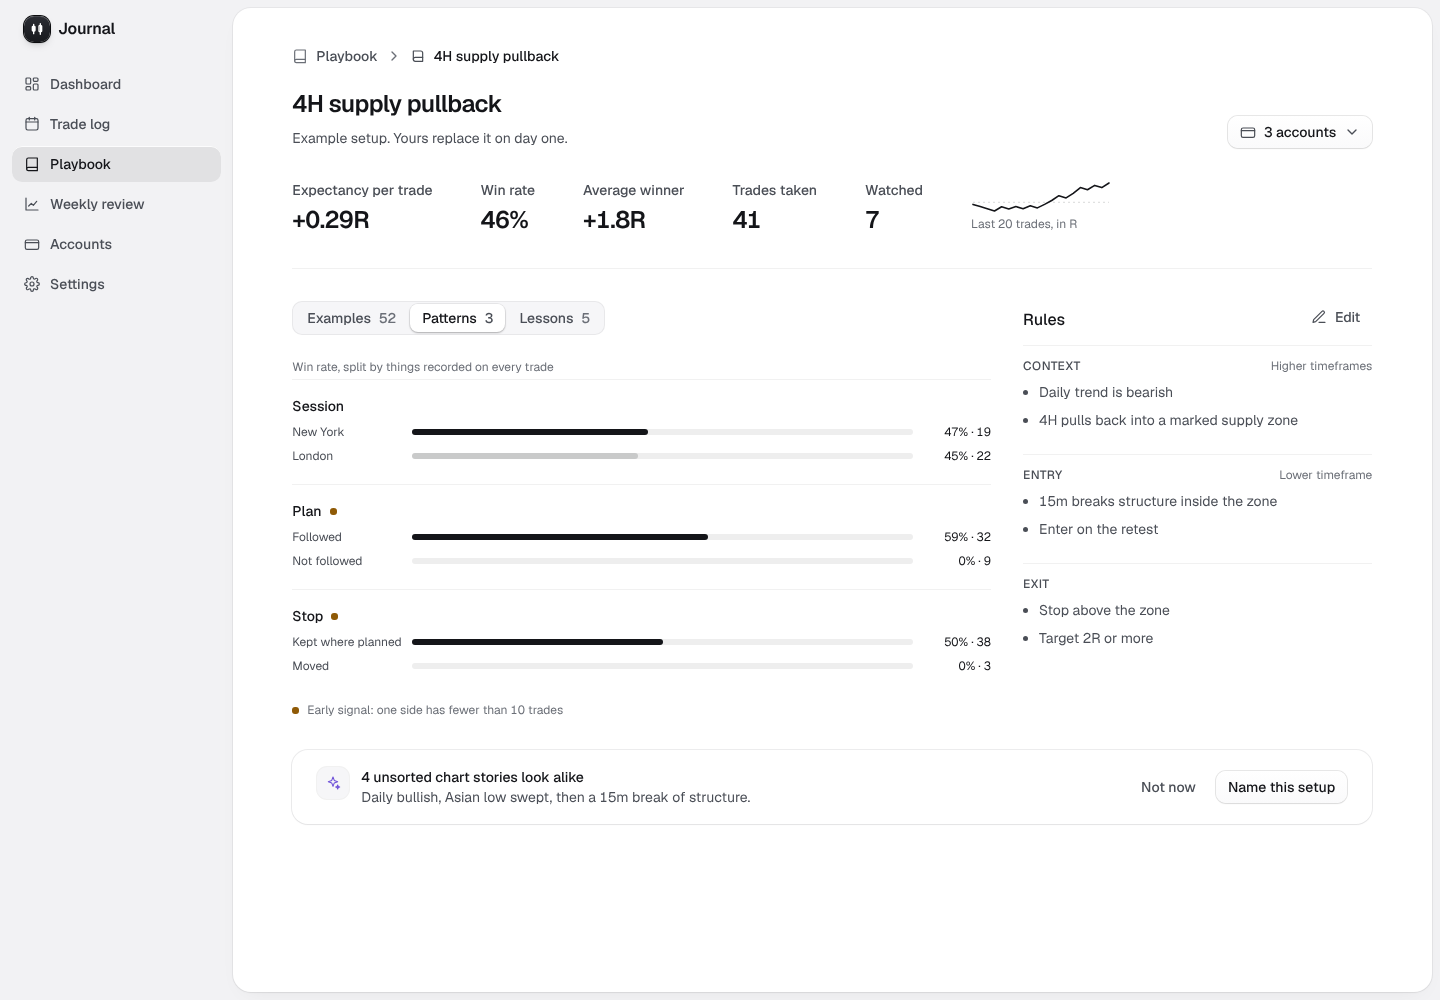 Journal
Dashboard
Trade log
Playbook
Weekly review
Accounts
Settings
Playbook > 4H supply pullback
4H supply pullback
Example setup. Yours replace it on day one.
3 accounts
Expectancy per trade
+0.29R
Win rate
46%
Average winner
+1.8R
Trades taken
41
Watched
7
Last 20 trades, in R
Examples 52
Patterns 3
Lessons 5
Win rate, split by things recorded on every trade
Session
New York 47% · 19
London 45% · 22
Plan
Followed 59% · 32
Not followed 0% · 9
Stop
Kept where planned 50% · 38
Moved 0% · 3
Early signal: one side has fewer than 10 trades
Rules
Edit
CONTEXT Higher timeframes
• Daily trend is bearish
• 4H pulls back into a marked supply zone
ENTRY Lower timeframe
• 15m breaks structure inside the zone
• Enter on the retest
EXIT
• Stop above the zone
• Target 2R or more
4 unsorted chart stories look alike
Daily bullish, Asian low swept, then a 15m break of structure.
Not now
Name this setup